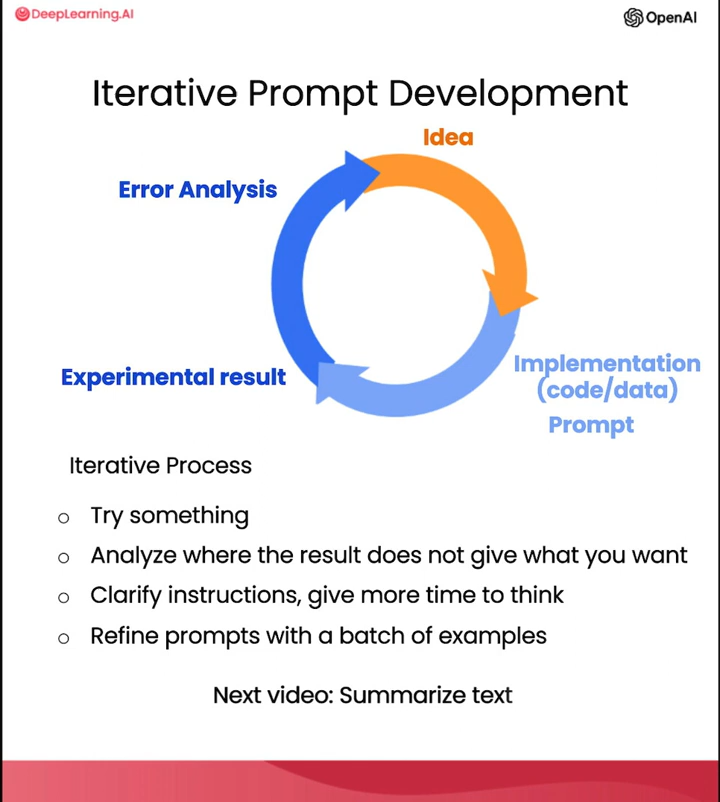 DeepLearning.AI
OpenAI
Iterative Prompt Development
Idea
Error Analysis
Implementation
(code/data)
Prompt
Experimental result
Iterative Process
o Try something
o Analyze where the result does not give what you want
o Clarify instructions, give more time to think
o Refine prompts with a batch of examples
Next video: Summarize text